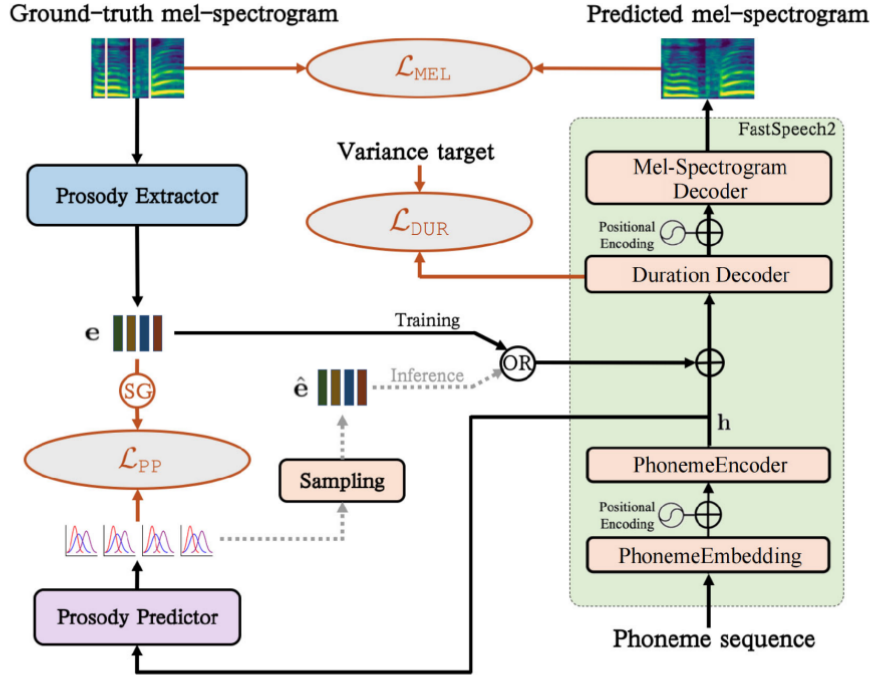 Ground-truth mel-spectrogram
Predicted mel-spectrogram
ℒMEL
FastSpeech2
Variance target
Mel-Spectrogram
Decoder
Prosody Extractor
ℒDUR
Positional
Encoding
Duration Decoder
e
Training
OR
ê
Inference
SG
h
ℒPP
PhonemeEncoder
Sampling
Positional
Encoding
PhonemeEmbedding
Prosody Predictor
Phoneme sequence